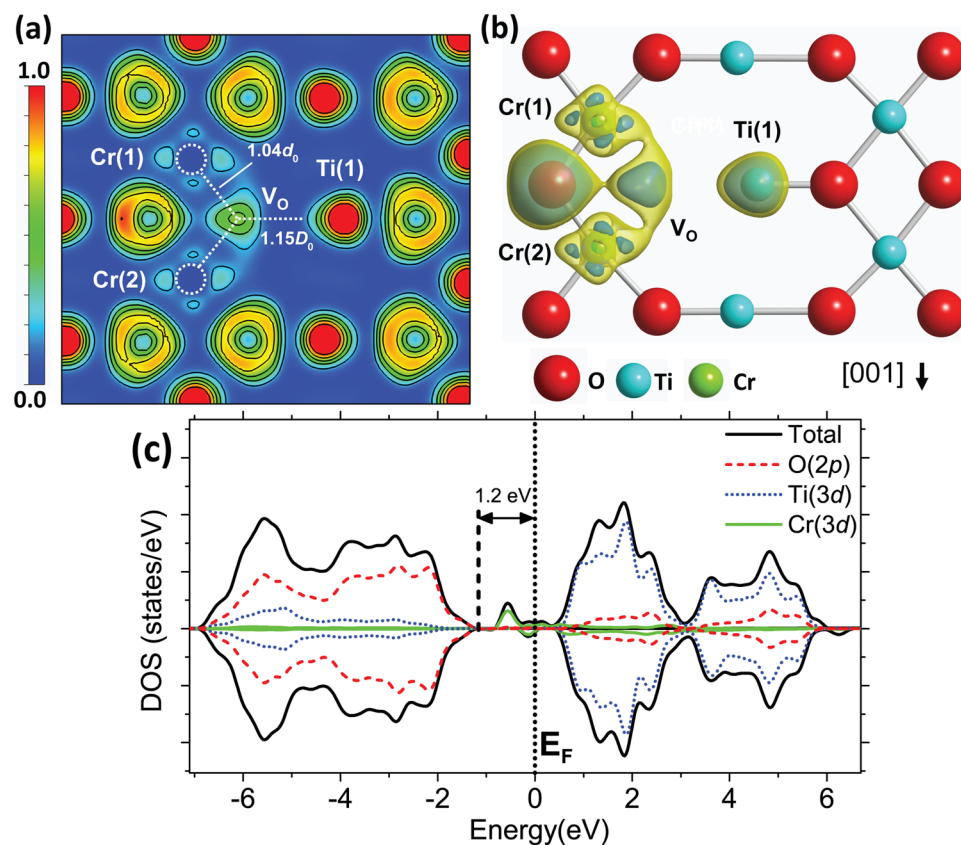 (a)
1.0
0.0
Cr(1)
1.04d0
Ti(1)
VO
1.15D0
Cr(2)
(b)
Cr(1)
Ti(1)
Cr(2)
VO
O
Ti
Cr
[001] ↓
(c)
1.2 eV
Total
O(2p)
Ti(3d)
Cr(3d)
DOS (states/eV)
EF
-6
-4
-2
0
2
4
6
Energy(eV)